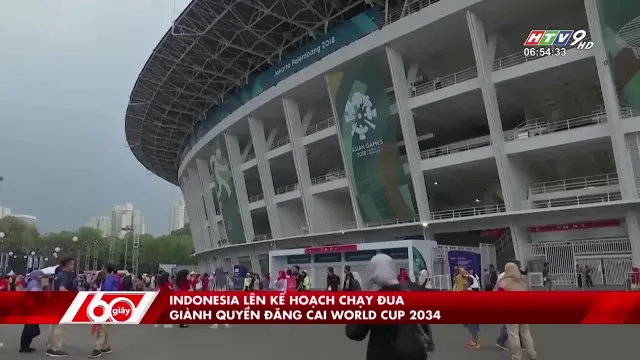 HTV9 HD
06:54:33
Jakarta Palembang 2018
ASIAN GAMES
2018
60
giây
INDONESIA LÊN KẾ HOẠCH CHẠY ĐUA
GIÀNH QUYỀN ĐĂNG CAI WORLD CUP 2034